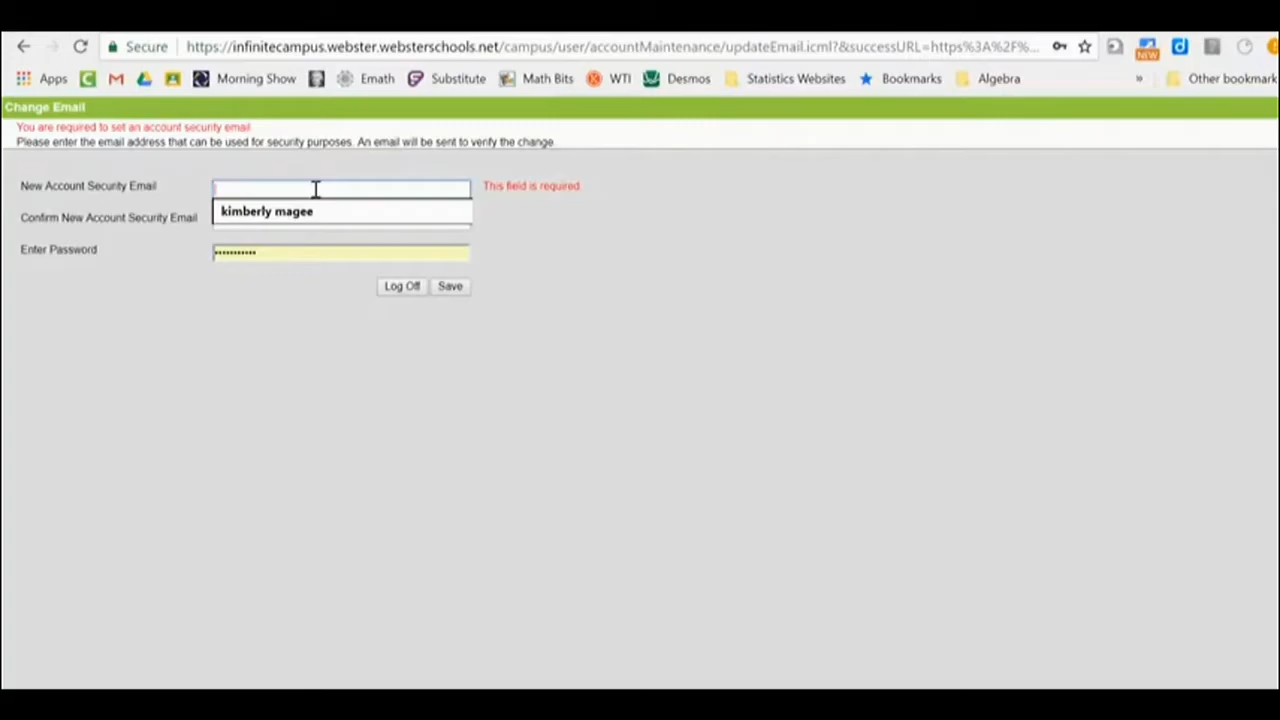 Secure https://infinitecampus.webster.websterschools.net/campus/user/accountMaintenance/updateEmail.icml?&successURL=https%3A%2F%...
NEW
Apps Morning Show Emath Substitute Math Bits WTI Desmos Statistics Websites Bookmarks Algebra » Other bookmark
Change Email
You are required to set an account security email.
Please enter the email address that can be used for security purposes. An email will be sent to verify the change.
New Account Security Email This field is required.
kimberly magee
Confirm New Account Security Email
Enter Password •••••••••••
Log Off Save